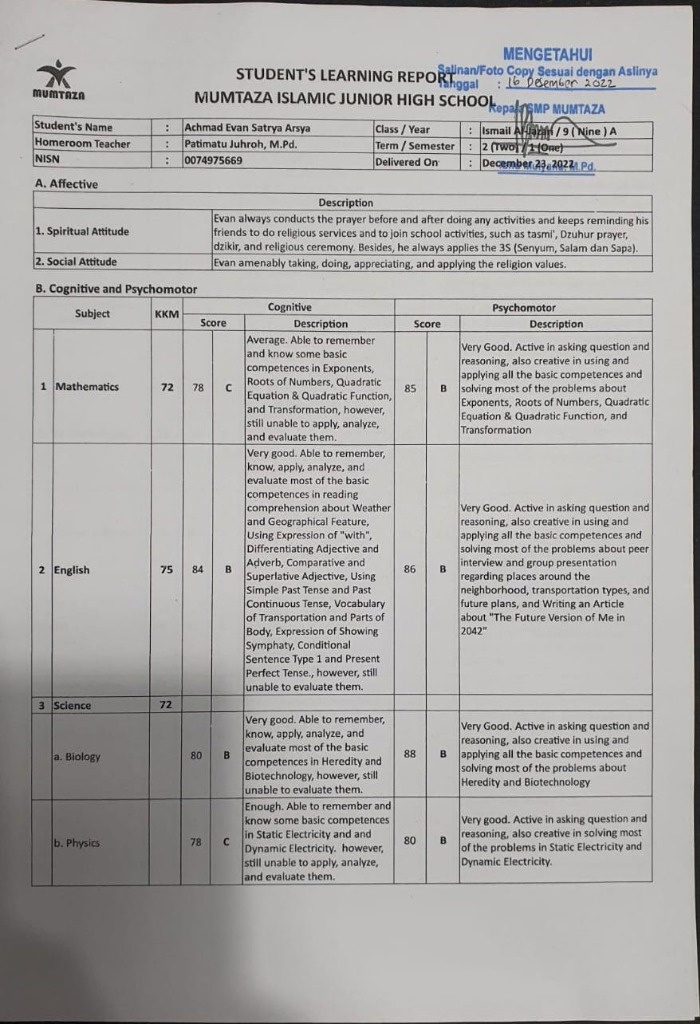 MUMTAZA
STUDENT'S LEARNING REPORT
MUMTAZA ISLAMIC JUNIOR HIGH SCHOOL
MENGETAHUI
Salinan/Foto Copy Sesuai dengan Aslinya
Tanggal : 16 Desember 2022
Kepala SMP MUMTAZA
Student's Name : Achmad Evan Satrya Arsya Class / Year : Ismail / 9 ( Nine ) A
Homeroom Teacher : Patimatu Juhroh, M.Pd. Term / Semester : 2 (Two) / 1 (One)
NISN : 0074975669 Delivered On : December 23, 2022 M.Pd.
A. Affective
Description
1. Spiritual Attitude
Evan always conducts the prayer before and after doing any activities and keeps reminding his
friends to do religious services and to join school activities, such as tasmi', Dzuhur prayer,
dzikir, and religious ceremony. Besides, he always applies the 3S (Senyum, Salam dan Sapa).
2. Social Attitude Evan amenably taking, doing, appreciating, and applying the religion values.
B. Cognitive and Psychomotor
Subject KKM Cognitive Psychomotor
Score Description Score Description
1 Mathematics 72 78 C
Average. Able to remember
and know some basic
competences in Exponents,
Roots of Numbers, Quadratic
Equation & Quadratic Function,
and Transformation, however,
still unable to apply, analyze,
and evaluate them.
85 B
Very Good. Active in asking question and
reasoning, also creative in using and
applying all the basic competences and
solving most of the problems about
Exponents, Roots of Numbers, Quadratic
Equation & Quadratic Function, and
Transformation
2 English 75 84 B
Very good. Able to remember,
know, apply, analyze, and
evaluate most of the basic
competences in reading
comprehension about Weather
and Geographical Feature,
Using Expression of "with",
Differentiating Adjective and
Adverb, Comparative and
Superlative Adjective, Using
Simple Past Tense and Past
Continuous Tense, Vocabulary
of Transportation and Parts of
Body, Expression of Showing
Symphaty, Conditional
Sentence Type 1 and Present
Perfect Tense., however, still
unable to evaluate them.
86 B
Very Good. Active in asking question and
reasoning, also creative in using and
applying all the basic competences and
solving most of the problems about peer
interview and group presentation
regarding places around the
neighborhood, transportation types, and
future plans, and Writing an Article
about "The Future Version of Me in
2042"
3 Science 72
a. Biology 80 B
Very good. Able to remember,
know, apply, analyze, and
evaluate most of the basic
competences in Heredity and
Biotechnology, however, still
unable to evaluate them.
88 B
Very Good. Active in asking question and
reasoning, also creative in using and
applying all the basic competences and
solving most of the problems about
Heredity and Biotechnology
b. Physics 78 C
Enough. Able to remember and
know some basic competences
in Static Electricity and and
Dynamic Electricity. however,
still unable to apply, analyze,
and evaluate them.
80 B
Very good. Active in asking question and
reasoning, also creative in solving most
of the problems in Static Electricity and
Dynamic Electricity.